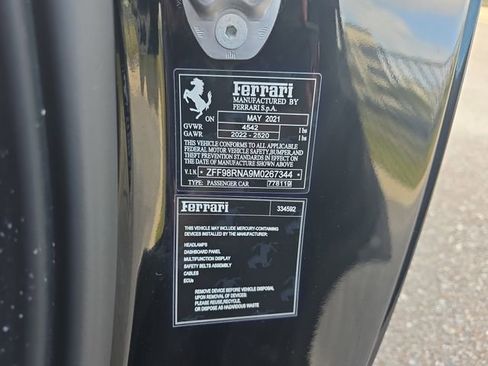 Ferrari
MANUFACTURED BY
FERRARI S.p.A.
ON MAY 2021
GVWR 4542 lbs
GAWR 2022 - 2520 lbs
THIS VEHICLE CONFORMS TO ALL APPLICABLE
FEDERAL MOTOR VEHICLE SAFETY, BUMPER, AND
THEFT PREVENTION STANDARDS IN EFFECT ON THE
DATE OF MANUFACTURE SHOWN ABOVE
V.I.N. * ZFF98RNA9M0267344 *
TYPE: PASSENGER CAR 778119
Ferrari 334592
THIS VEHICLE MAY INCLUDE MERCURY-CONTAINING
DEVICES INSTALLED BY THE MANUFACTURER:
HEADLAMPS
DASHBOARD PANEL
MULTIFUNCTION DISPLAY
SAFETY BELTS ASSEMBLY
CABLES
ECUs
REMOVE DEVICE BEFORE VEHICLE DISPOSAL
UPON REMOVAL OF DEVICES:
PLEASE REUSE,RECYCLE,
OR DISPOSE AS HAZARDOUS WASTE